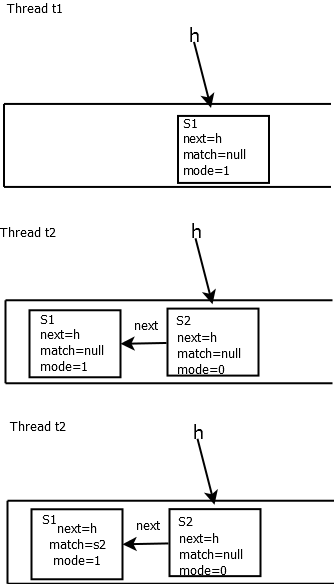 Thread t1
h
S1
next=h
match=null
mode=1
Thread t2
h
S1
next=h
match=null
mode=1
next
S2
next=h
match=null
mode=0
Thread t2
h
S1
next=h
match=s2
mode=1
next
S2
next=h
match=null
mode=0